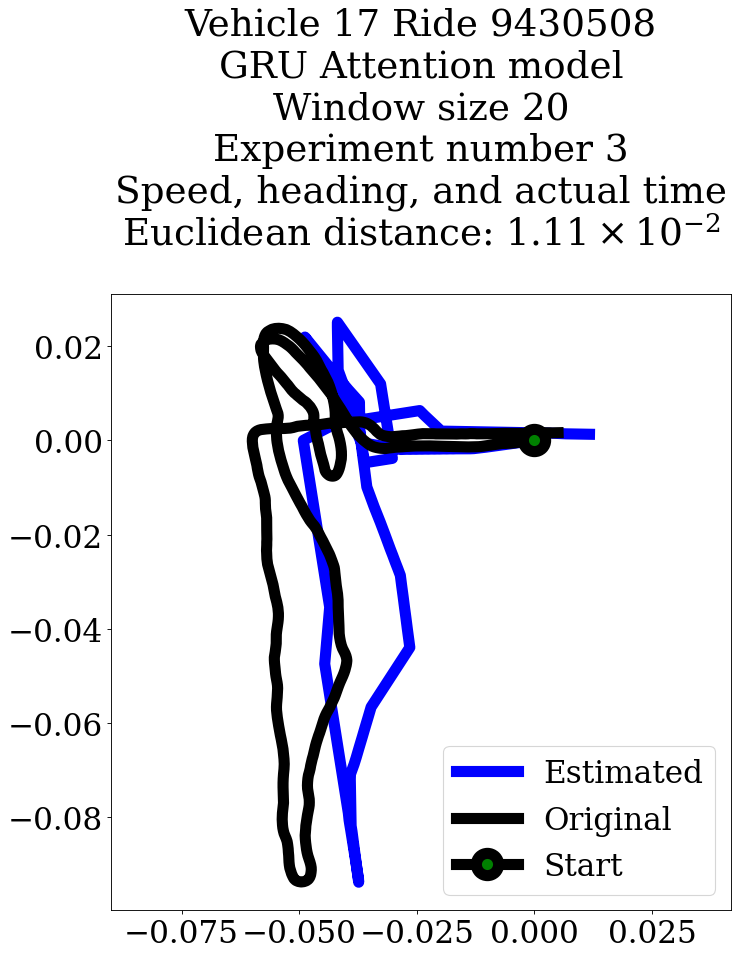 Vehicle 17 Ride 9430508
GRU Attention model
Window size 20
Experiment number 3
Speed, heading, and actual time
Euclidean distance: 1.11 × 10⁻²
0.02
0.00
−0.02
−0.04
−0.06
−0.08
Estimated
Original
Start
−0.075 −0.050 −0.025 0.000 0.025